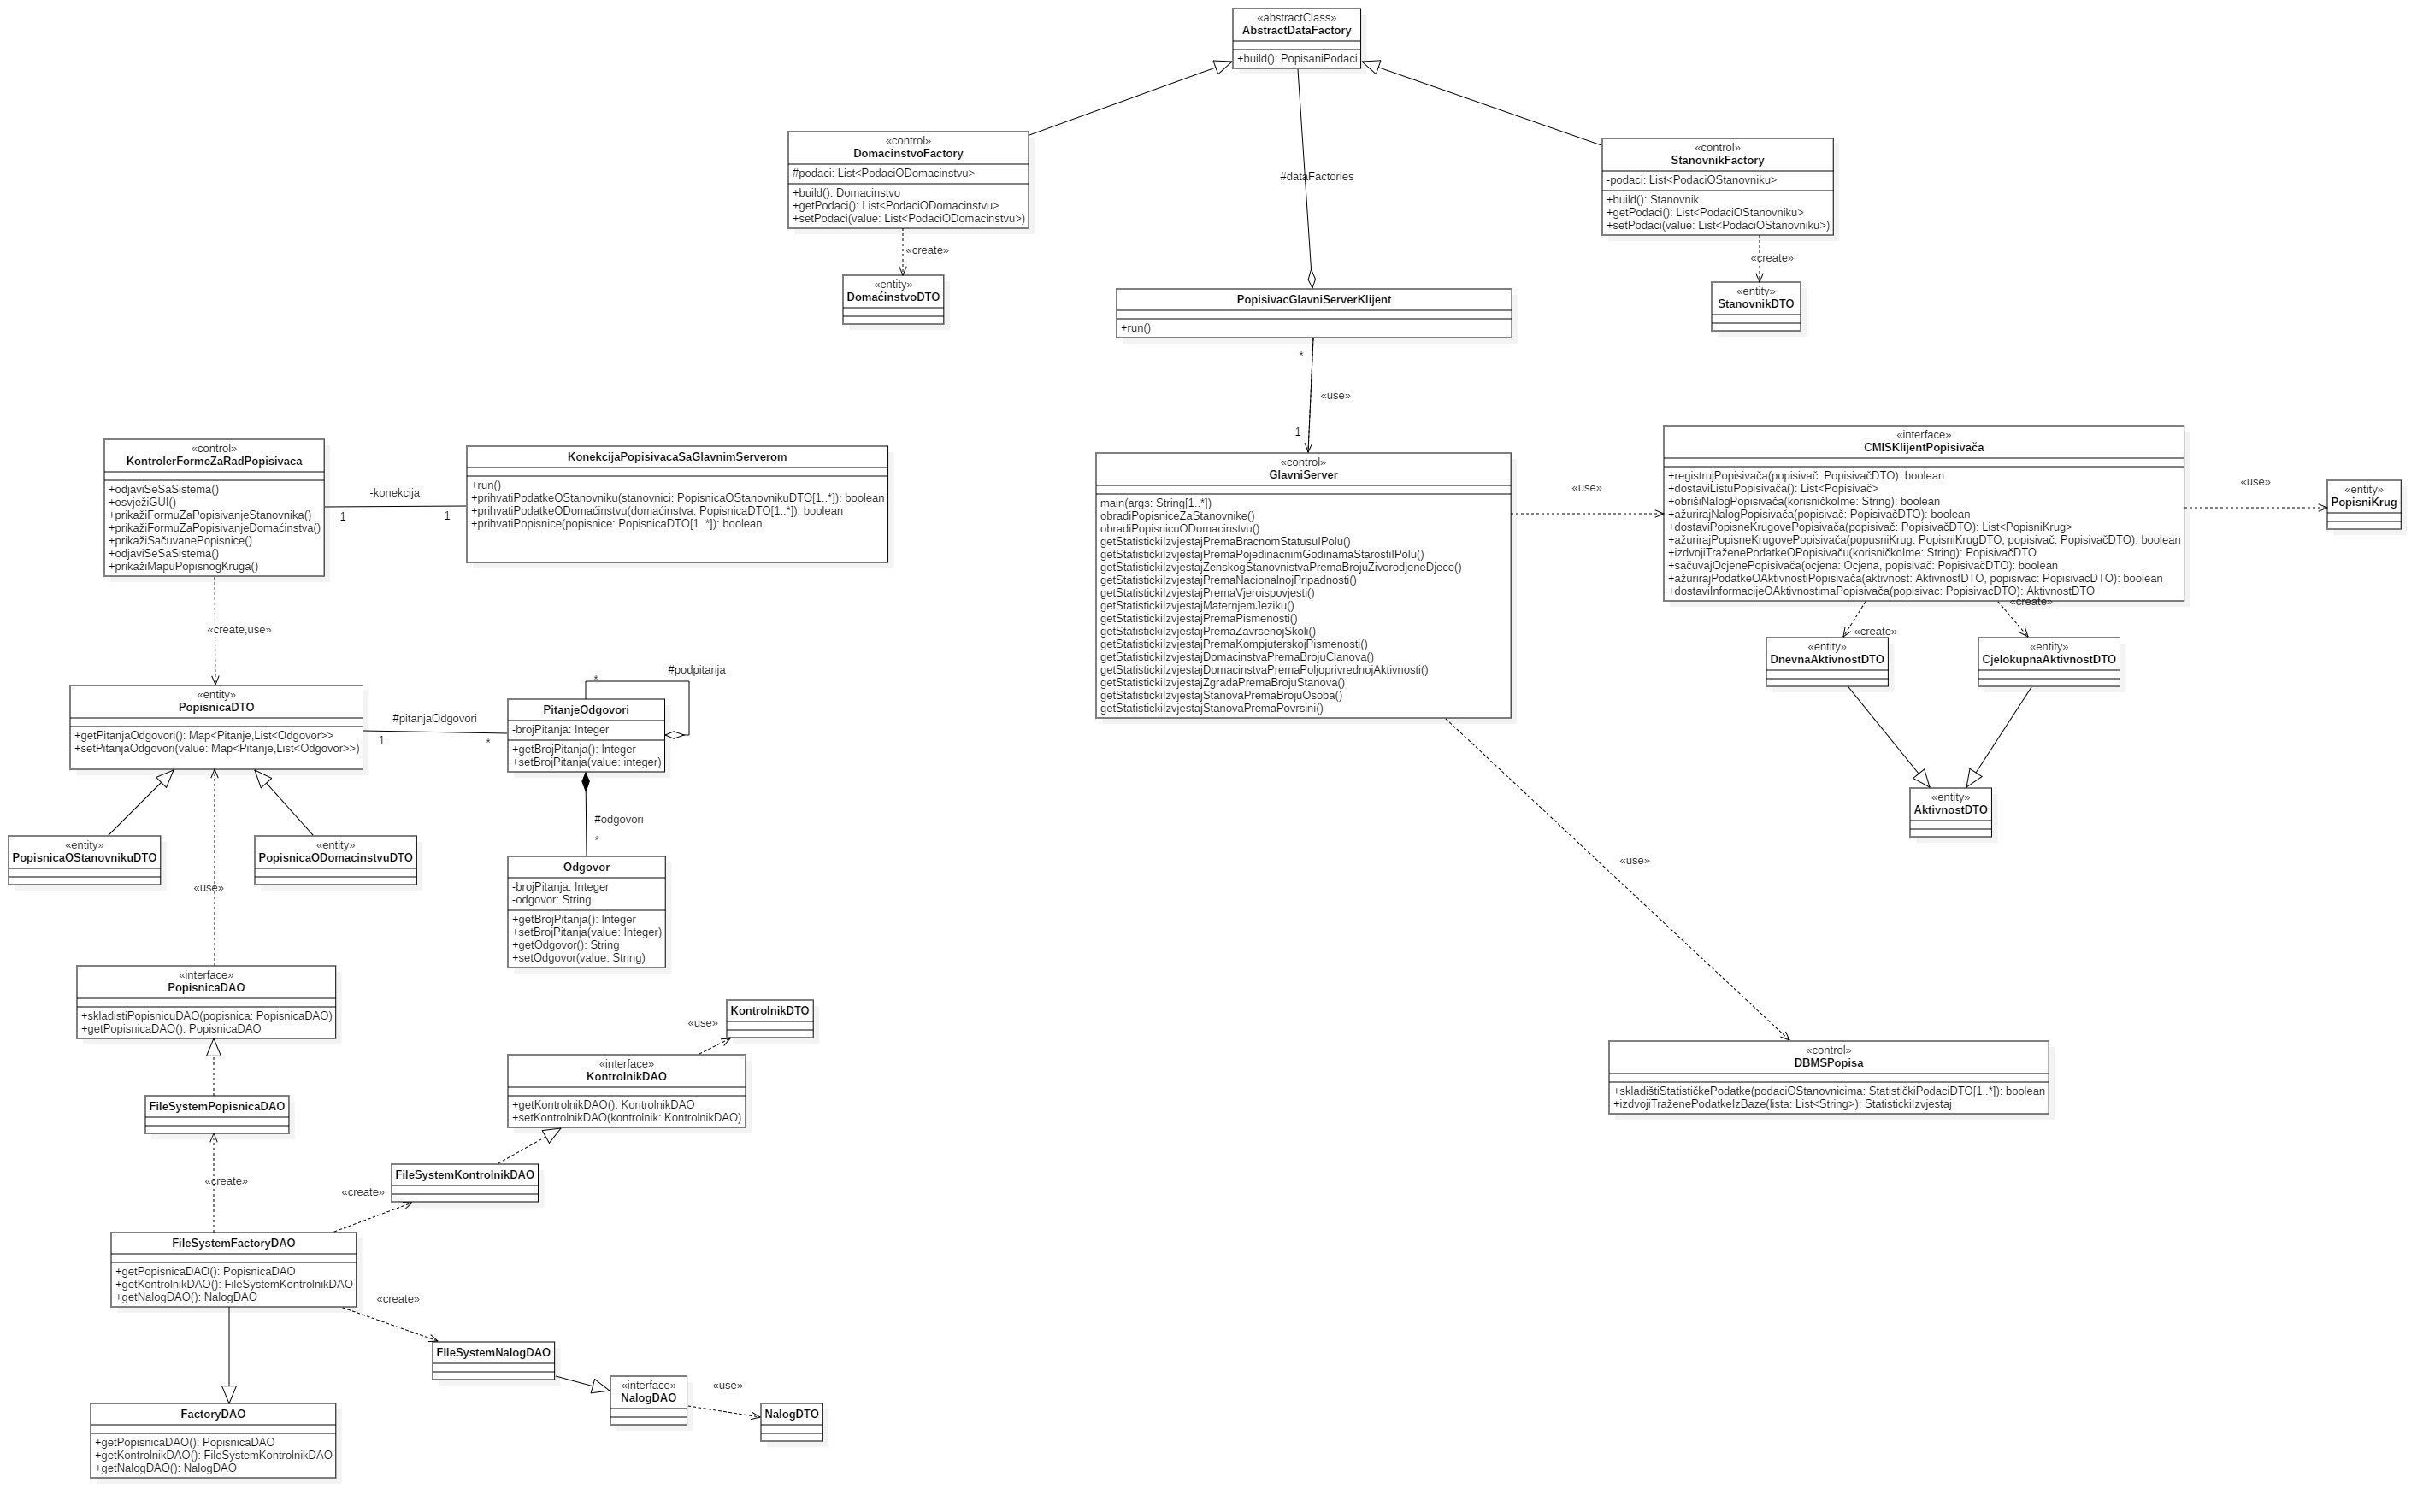 «abstractClass»
AbstractDataFactory
+build(): PopisaniPodaci
«control»
DomacinstvoFactory
#podaci: List<PodaciODomacinstvu>
+build(): Domacinstvo
+getPodaci(): List<PodaciODomacinstvu>
+setPodaci(value: List<PodaciODomacinstvu>)
#dataFactories
«control»
StanovnikFactory
-podaci: List<PodaciOStanovniku>
+build(): Stanovnik
+getPodaci(): List<PodaciOStanovniku>
+setPodaci(value: List<PodaciOStanovniku>)
«create»
«create»
«entity»
DomaćinstvoDTO
PopisivacGlavniServerKlijent
+run()
«entity»
StanovnikDTO
*
«use»
1
«control»
KontrolerFormeZaRadPopisivaca
+odjaviSeSaSistema()
+osvježiGUI()
+prikažiFormuZaPopisivanjeStanovnika()
+prikažiFormuZaPopisivanjeDomaćinstva()
+prikažiSačuvanePopisnice()
+odjaviSeSaSistema()
+prikažiMapuPopisnogKruga()
-konekcija
1
1
KonekcijaPopisivacaSaGlavnimServerom
+run()
+prihvatiPodatkeOStanovniku(stanovnici: PopisnicaOStanovnikuDTO[1..*]): boolean
+prihvatiPodatkeODomaćinstvu(domaćinstva: PopisnicaDTO[1..*]): boolean
+prihvatiPopisnice(popisnice: PopisnicaDTO[1..*]): boolean
«control»
GlavniServer
main(args: String[1..*])
obradiPopisniceZaStanovnike()
obradiPopisnicuODomacinstvu()
getStatistickiIzvjestajPremaBracnomStatusuIPolu()
getStatistickiIzvjestajPremaPojedinacnimGodinamaStarostiIPolu()
getStatistickiIzvjestajZenskogStanovnistvaPremaBrojuZivorodjeneDjece()
getStatistickiIzvjestajPremaNacionalnojPripadnosti()
getStatistickiIzvjestajPremaVjeroispovjesti()
getStatistickiIzvjestajMaternjemJeziku()
getStatistickiIzvjestajPremaPismenosti()
getStatistickiIzvjestajPremaZavrsenojSkoli()
getStatistickiIzvjestajPremaKompjuterskojPismenosti()
getStatistickiIzvjestajDomacinstvaPremaBrojuClanova()
getStatistickiIzvjestajDomacinstvaPremaPoljoprivrednojAktivnosti()
getStatistickiIzvjestajZgradaPremaBrojuStanova()
getStatistickiIzvjestajStanovaPremaBrojuOsoba()
getStatistickiIzvjestajStanovaPremaPovrsini()
«use»
«interface»
CMISKlijentPopisivača
+registrujPopisivača(popisivač: PopisivačDTO): boolean
+dostaviListuPopisivača(): List<Popisivač>
+obrišiNalogPopisivača(korisničkoIme: String): boolean
+ažurirajNalogPopisivača(popisivač: PopisivačDTO): boolean
+dostaviPopisneKrugovePopisivača(popisivač: PopisivačDTO): List<PopisniKrug>
+ažurirajPopisneKrugovePopisivača(popusniKrug: PopisniKrugDTO, popisivač: PopisivačDTO): boolean
+izdvojiTraženePodatkeOPopisivaču(korisničkoIme: String): PopisivačDTO
+sačuvajOcjenePopisivača(ocjena: Ocjena, popisivač: PopisivačDTO): boolean
+ažurirajPodatkeOAktivnostiPopisivača(aktivnost: AktivnostDTO, popisivac: PopisivacDTO): boolean
+dostaviInformacijeOAktivnostimaPopisivača(popisivac: PopisivacDTO): AktivnostDTO
«use»
«entity»
PopisniKrug
«create»
«create»
«entity»
DnevnaAktivnostDTO
«entity»
CjelokupnaAktivnostDTO
«entity»
AktivnostDTO
«create,use»
«entity»
PopisnicaDTO
+getPitanjaOdgovori(): Map<Pitanje,List<Odgovor>>
+setPitanjaOdgovori(value: Map<Pitanje,List<Odgovor>>)
#pitanjaOdgovori
1
*
#podpitanja
*
PitanjeOdgovori
-brojPitanja: Integer
+getBrojPitanja(): Integer
+setBrojPitanja(value: integer)
#odgovori
*
«entity»
PopisnicaOStanovnikuDTO
«entity»
PopisnicaODomacinstvuDTO
«use»
Odgovor
-brojPitanja: Integer
-odgovor: String
+getBrojPitanja(): Integer
+setBrojPitanja(value: Integer)
+getOdgovor(): String
+setOdgovor(value: String)
«use»
«interface»
PopisnicaDAO
+skladistiPopisnicuDAO(popisnica: PopisnicaDAO)
+getPopisnicaDAO(): PopisnicaDAO
KontrolnikDTO
«use»
«interface»
KontrolnikDAO
+getKontrolnikDAO(): KontrolnikDAO
+setKontrolnikDAO(kontrolnik: KontrolnikDAO)
«control»
DBMSPopisa
+skladištiStatističkePodatke(podaciOStanovnicima: StatističkiPodaciDTO[1..*]): boolean
+izdvojiTraženePodatkeIzBaze(lista: List<String>): StatistickiIzvjestaj
FileSystemPopisnicaDAO
«create»
FileSystemKontrolnikDAO
«create»
FileSystemFactoryDAO
+getPopisnicaDAO(): PopisnicaDAO
+getKontrolnikDAO(): FileSystemKontrolnikDAO
+getNalogDAO(): NalogDAO
«create»
FIleSystemNalogDAO
«interface»
NalogDAO
«use»
NalogDTO
FactoryDAO
+getPopisnicaDAO(): PopisnicaDAO
+getKontrolnikDAO(): FileSystemKontrolnikDAO
+getNalogDAO(): NalogDAO